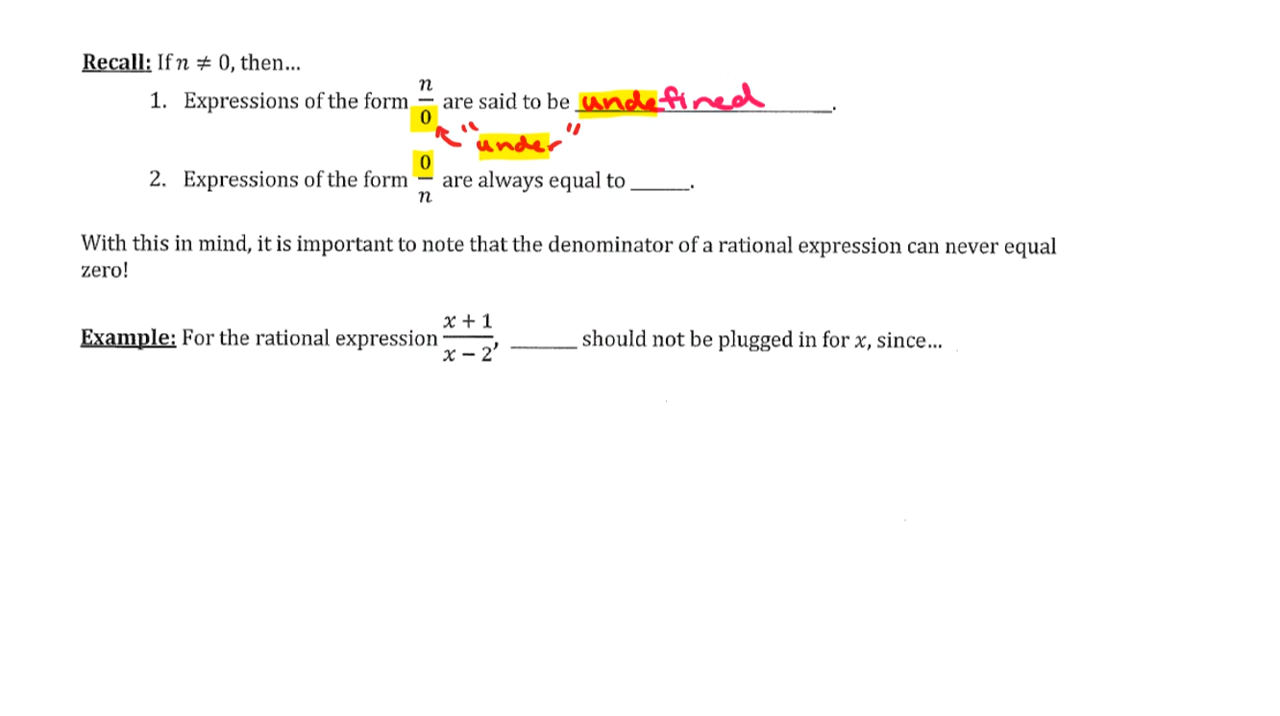 Recall: If n ≠ 0, then...
1. Expressions of the form n/0 are said to be undefined.
"under"
2. Expressions of the form 0/n are always equal to ______.
With this in mind, it is important to note that the denominator of a rational expression can never equal
zero!
Example: For the rational expression (x + 1)/(x − 2), ______ should not be plugged in for x, since...